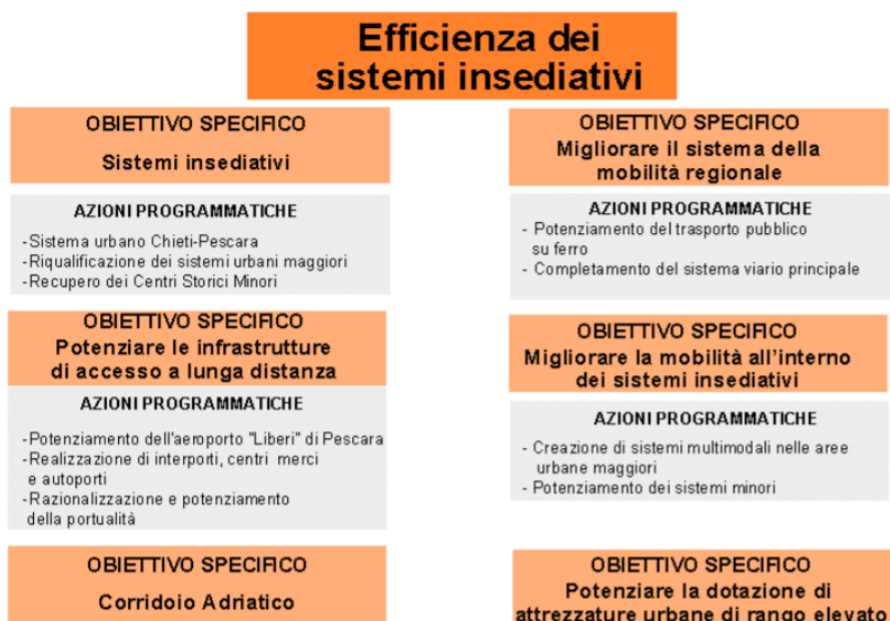 Efficienza dei
sistemi insediativi
OBIETTIVO SPECIFICO
Sistemi insediativi
AZIONI PROGRAMMATICHE
-Sistema urbano Chieti-Pescara
-Riqualificazione dei sistemi urbani maggiori
-Recupero dei Centri Storici Minori
OBIETTIVO SPECIFICO
Potenziare le infrastrutture
di accesso a lunga distanza
AZIONI PROGRAMMATICHE
-Potenziamento dell'aeroporto "Liberi" di Pescara
-Realizzazione di interporti, centri merci
e autoporti
-Razionalizzazione e potenziamento
della portualità
OBIETTIVO SPECIFICO
Corridoio Adriatico
OBIETTIVO SPECIFICO
Migliorare il sistema della
mobilità regionale
AZIONI PROGRAMMATICHE
- Potenziamento del trasporto pubblico
su ferro
- Completamento del sistema viario principale
OBIETTIVO SPECIFICO
Migliorare la mobilità all'interno
dei sistemi insediativi
AZIONI PROGRAMMATICHE
- Creazione di sistemi multimodali nelle aree
urbane maggiori
- Potenziamento dei sistemi minori
OBIETTIVO SPECIFICO
Potenziare la dotazione di
attrezzature urbane di rango elevato